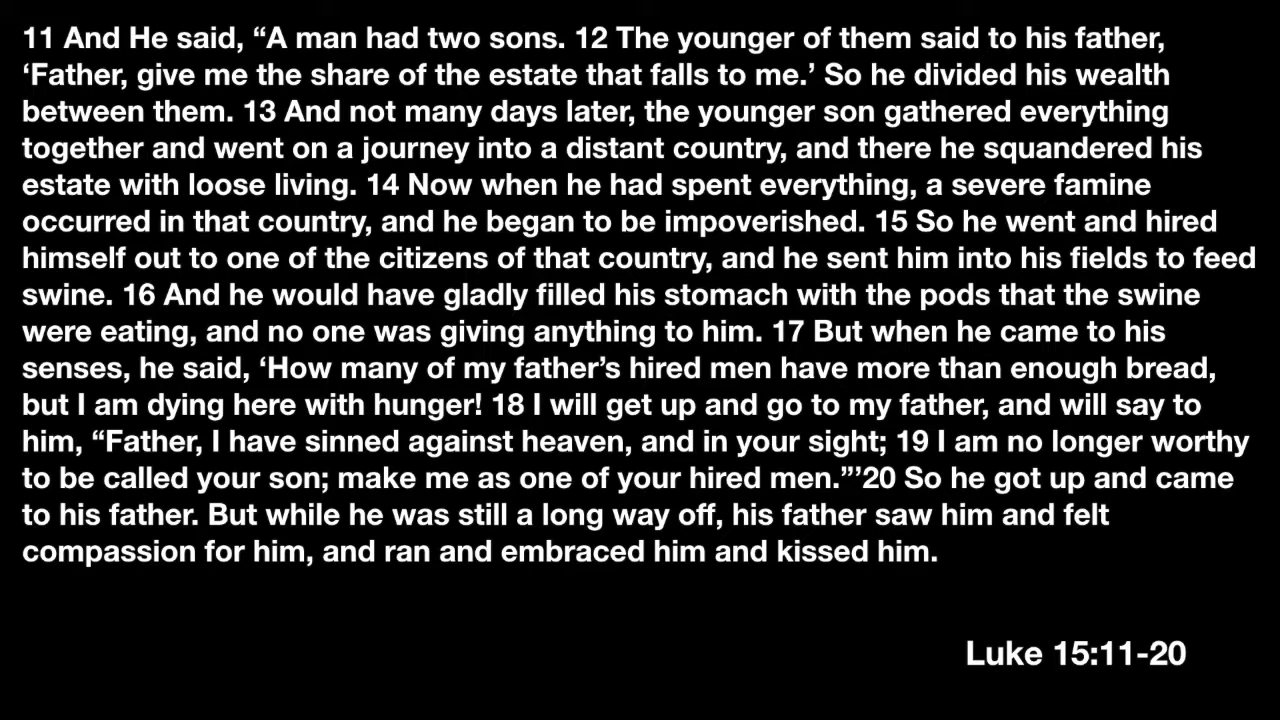 11 And He said, “A man had two sons. 12 The younger of them said to his father,
‘Father, give me the share of the estate that falls to me.’ So he divided his wealth
between them. 13 And not many days later, the younger son gathered everything
together and went on a journey into a distant country, and there he squandered his
estate with loose living. 14 Now when he had spent everything, a severe famine
occurred in that country, and he began to be impoverished. 15 So he went and hired
himself out to one of the citizens of that country, and he sent him into his fields to feed
swine. 16 And he would have gladly filled his stomach with the pods that the swine
were eating, and no one was giving anything to him. 17 But when he came to his
senses, he said, ‘How many of my father’s hired men have more than enough bread,
but I am dying here with hunger! 18 I will get up and go to my father, and will say to
him, “Father, I have sinned against heaven, and in your sight; 19 I am no longer worthy
to be called your son; make me as one of your hired men.”’20 So he got up and came
to his father. But while he was still a long way off, his father saw him and felt
compassion for him, and ran and embraced him and kissed him.
Luke 15:11-20